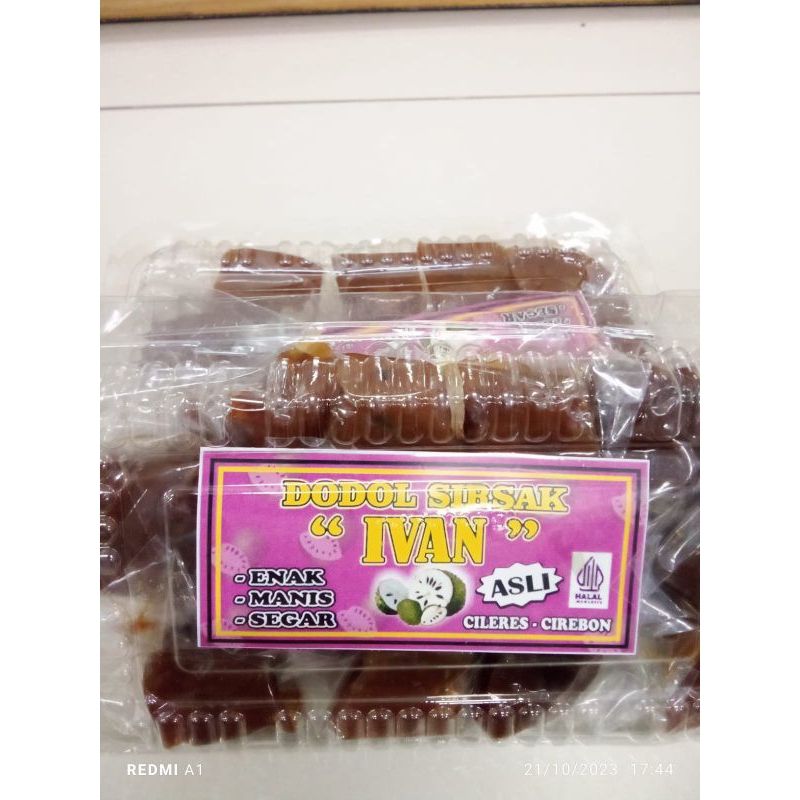 DODOL SIRSAK
“ IVAN ”
- ENAK
- MANIS
- SEGAR
ASLI
HALAL
CILERES - CIREBON
REDMI A1
21/10/2023 17:44